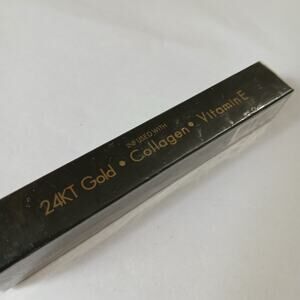 INFUSED WITH
24KT Gold • Collagen • Vitamin E